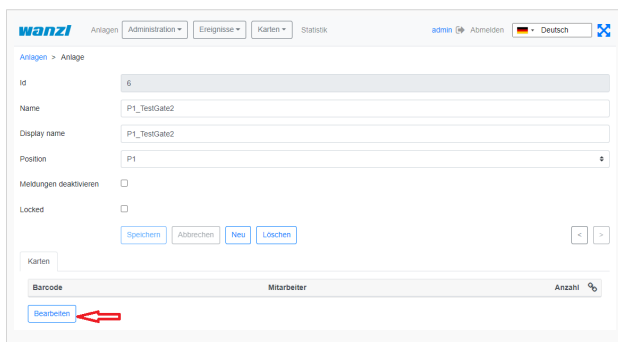 wanzl Anlagen Administration Ereignisse Karten Statistik admin Abmelden Deutsch
Anlagen > Anlage
Id 6
Name P1_TestGate2
Display name P1_TestGate2
Position P1
Meldungen deaktivieren
Locked
Speichern Abbrechen Neu Löschen < >
Karten
Barcode Mitarbeiter Anzahl
Bearbeiten